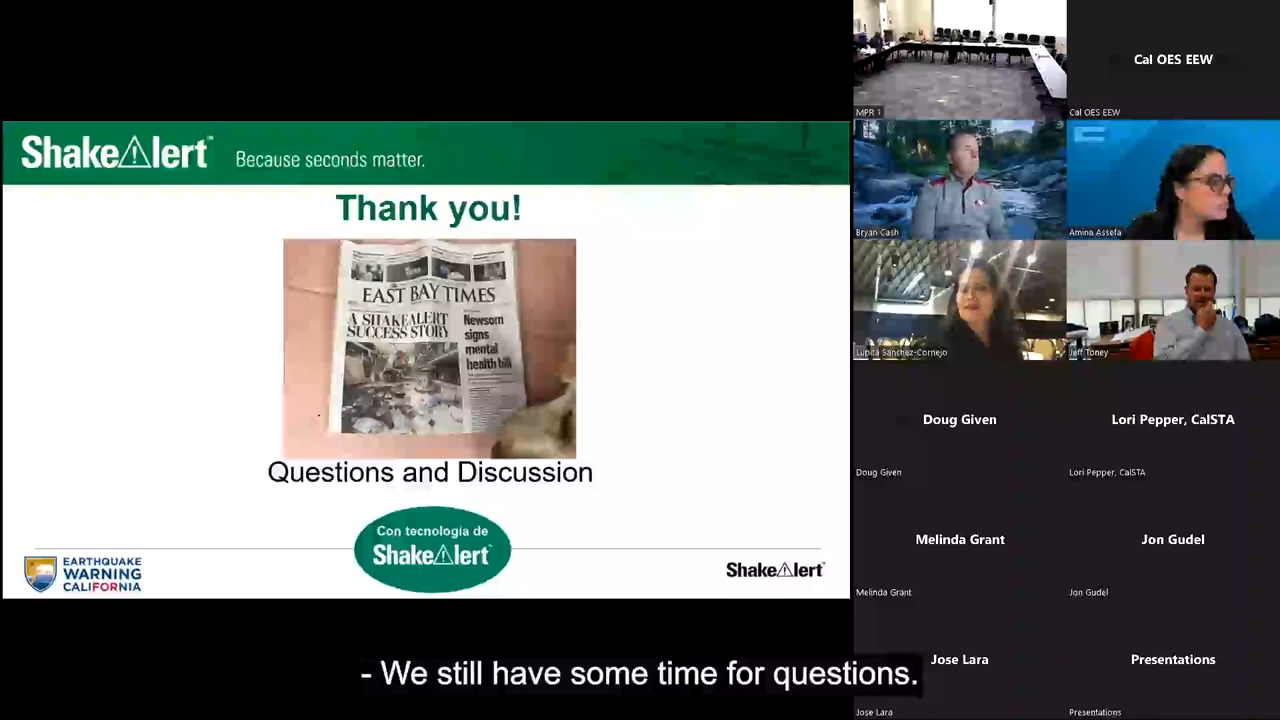 ShakeAlert™ Because seconds matter.
Thank you!
EAST BAY TIMES
A SHAKEALERT
SUCCESS STORY
Newsom
signs
mental
health bill
Questions and Discussion
Con tecnología de
ShakeAlert™
EARTHQUAKE
WARNING
CALIFORNIA
ShakeAlert™
MPR 1
Cal OES EEW
Cal OES EEW
Bryan Cash
Amina Assefa
Lupita Sanchez-Cornejo
Jeff Toney
Doug Given
Doug Given
Lori Pepper, CalSTA
Lori Pepper, CalSTA
Melinda Grant
Melinda Grant
Jon Gudel
Jon Gudel
Jose Lara
Jose Lara
Presentations
Presentations
- We still have some time for questions.